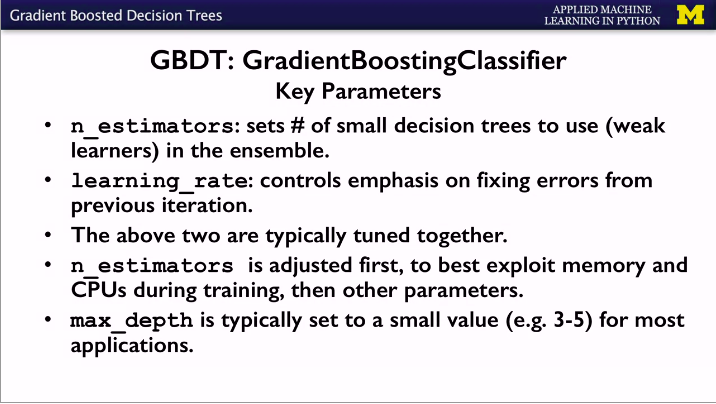 Gradient Boosted Decision Trees
APPLIED MACHINE
LEARNING IN PYTHON
M
GBDT: GradientBoostingClassifier
Key Parameters
• n_estimators: sets # of small decision trees to use (weak
learners) in the ensemble.
• learning_rate: controls emphasis on fixing errors from
previous iteration.
• The above two are typically tuned together.
• n_estimators is adjusted first, to best exploit memory and
CPUs during training, then other parameters.
• max_depth is typically set to a small value (e.g. 3-5) for most
applications.